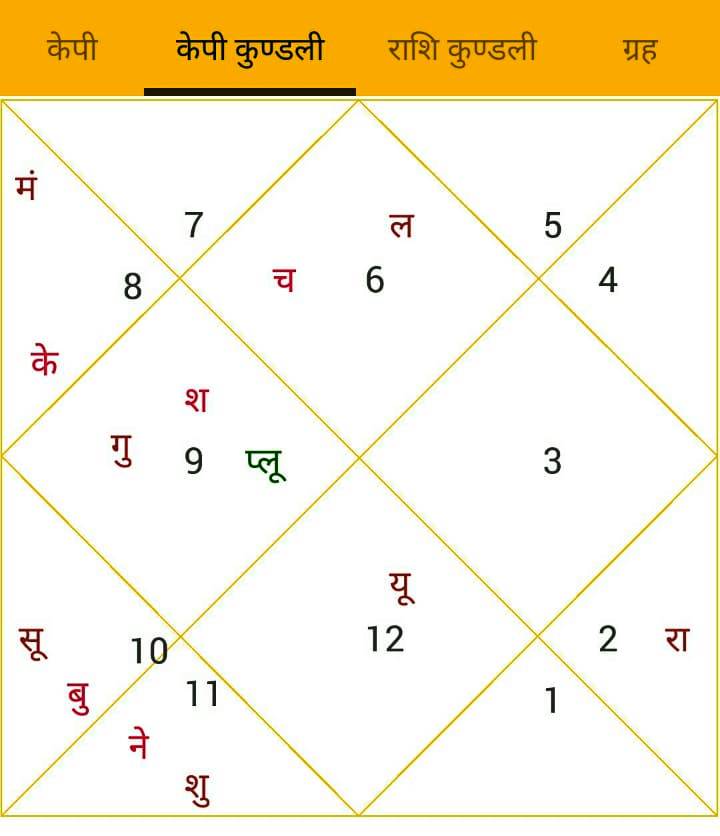 केपी केपी कुण्डली राशि कुण्डली ग्रह
मं
7 ल 5
8 च 6 4
के
श
गु 9 प्लू 3
यू
सू 10 12 2 रा
बु 11 1
ने
शु